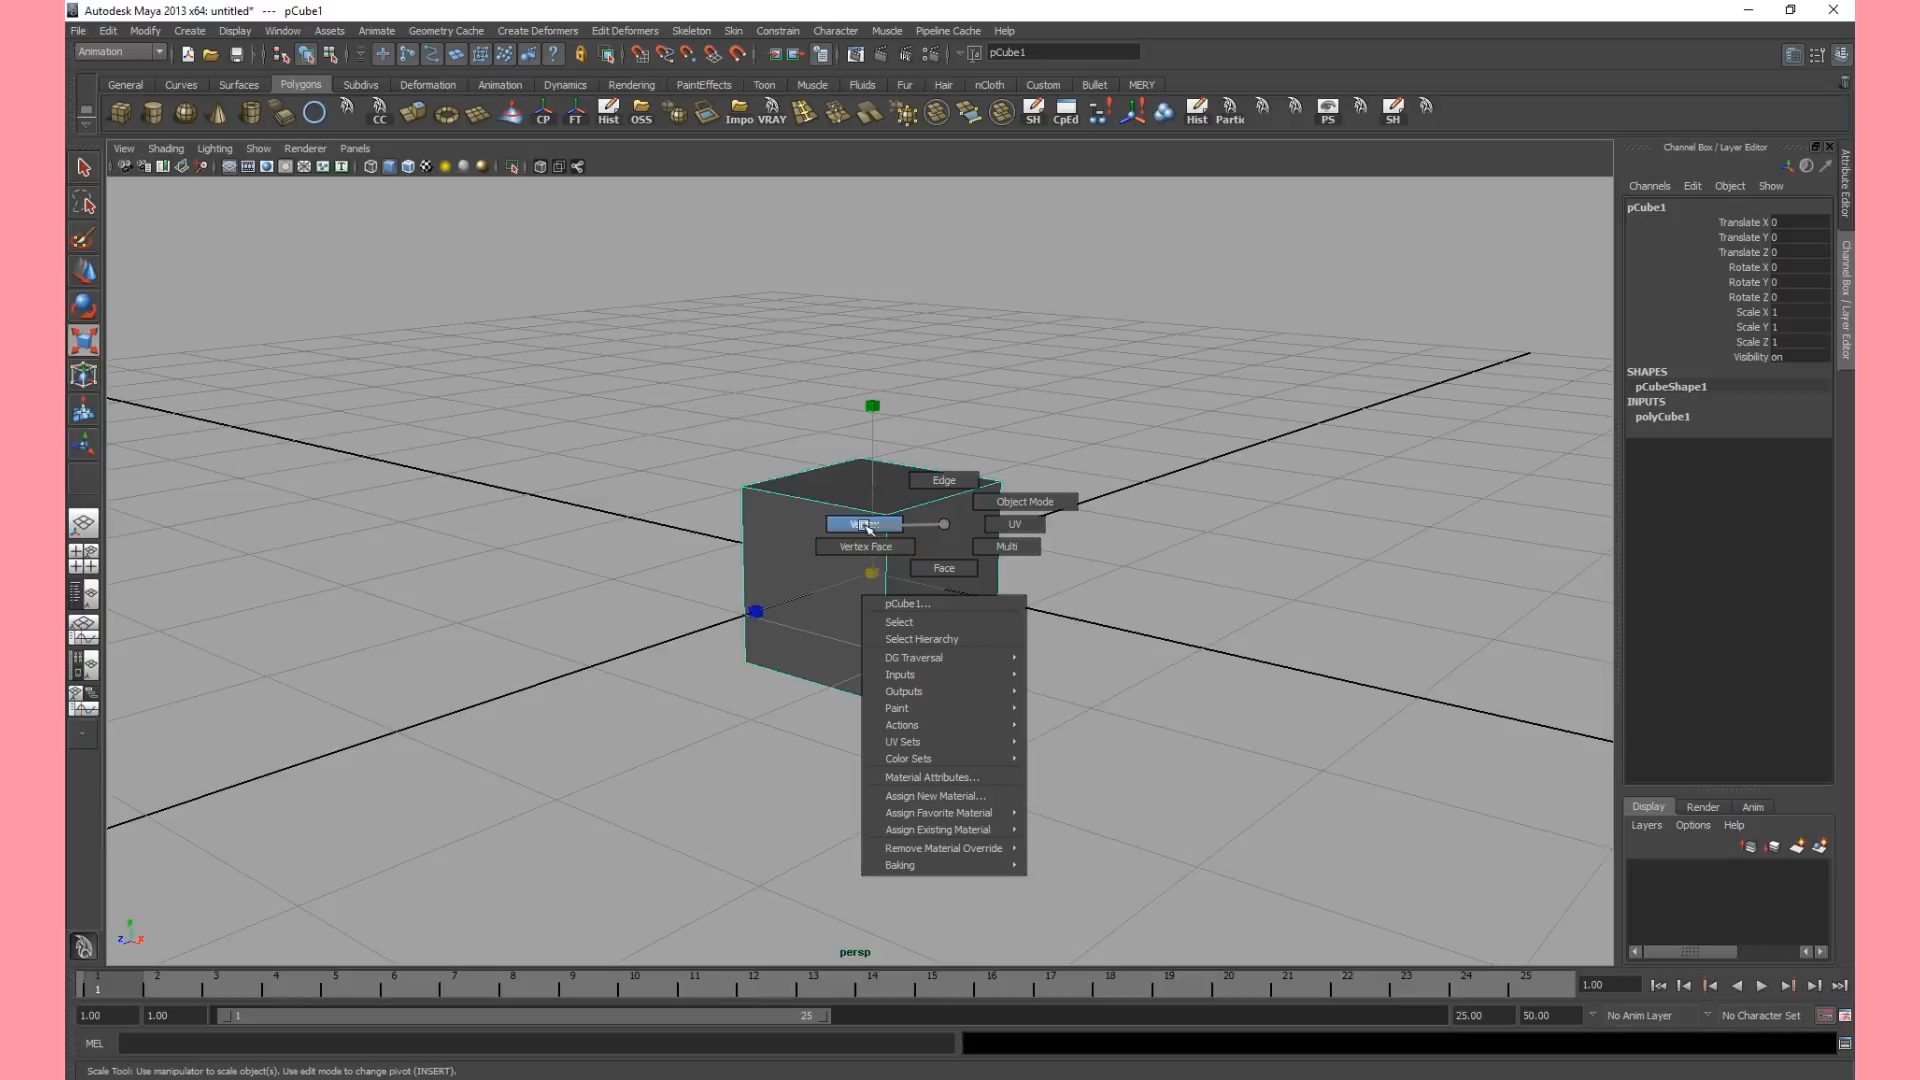 Autodesk Maya 2013 x64: untitled* --- pCube1
File Edit Modify Create Display Window Assets Animate Geometry Cache Create Deformers Edit Deformers Skeleton Skin Constrain Character Muscle Pipeline Cache Help
Animation
pCube1
General Curves Surfaces Polygons Subdivs Deformation Animation Dynamics Rendering PaintEffects Toon Muscle Fluids Fur Hair nCloth Custom Bullet MERY
CC CP FT Hist OSS Impo VRAY SH CpEd Hist Partic PS SH
View Shading Lighting Show Renderer Panels
Channel Box / Layer Editor
Channels Edit Object Show
pCube1
Translate X 0
Translate Y 0
Translate Z 0
Rotate X 0
Rotate Y 0
Rotate Z 0
Scale X 1
Scale Y 1
Scale Z 1
Visibility on
SHAPES
pCubeShape1
INPUTS
polyCube1
Attribute Editor
Channel Box / Layer Editor
Edge
Object Mode
UV
Vertex Face
Multi
Face
pCube1...
Select
Select Hierarchy
DG Traversal
Inputs
Outputs
Paint
Actions
UV Sets
Color Sets
Material Attributes...
Assign New Material...
Assign Favorite Material
Assign Existing Material
Remove Material Override
Baking
Display Render Anim
Layers Options Help
z x
persp
1 2 3 4 5 6 7 8 9 10 11 12 13 14 15 16 17 18 19 20 21 22 23 24 25
1
1.00
1.00 1.00 1 25 25.00 50.00 No Anim Layer No Character Set
MEL
Scale Tool: Use manipulator to scale object(s). Use edit mode to change pivot (INSERT).